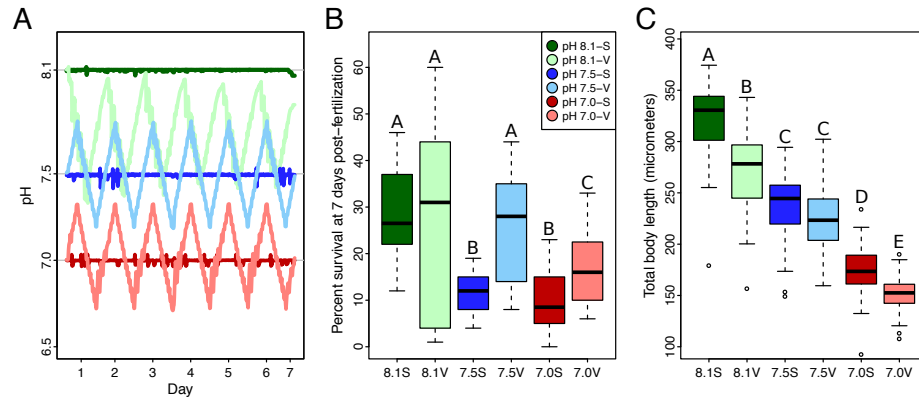 A
8.1
7.5
7.0
6.5
pH
1 2 3 4 5 6 7
Day
B
pH 8.1−S
pH 8.1−V
pH 7.5−S
pH 7.5−V
pH 7.0−S
pH 7.0−V
60
50
40
30
20
10
0
Percent survival at 7 days post−fertilization
A A B A B C
8.1S 8.1V 7.5S 7.5V 7.0S 7.0V
C
400
350
300
250
200
150
100
Total body length (micrometers)
A B C C D E
8.1S 8.1V 7.5S 7.5V 7.0S 7.0V